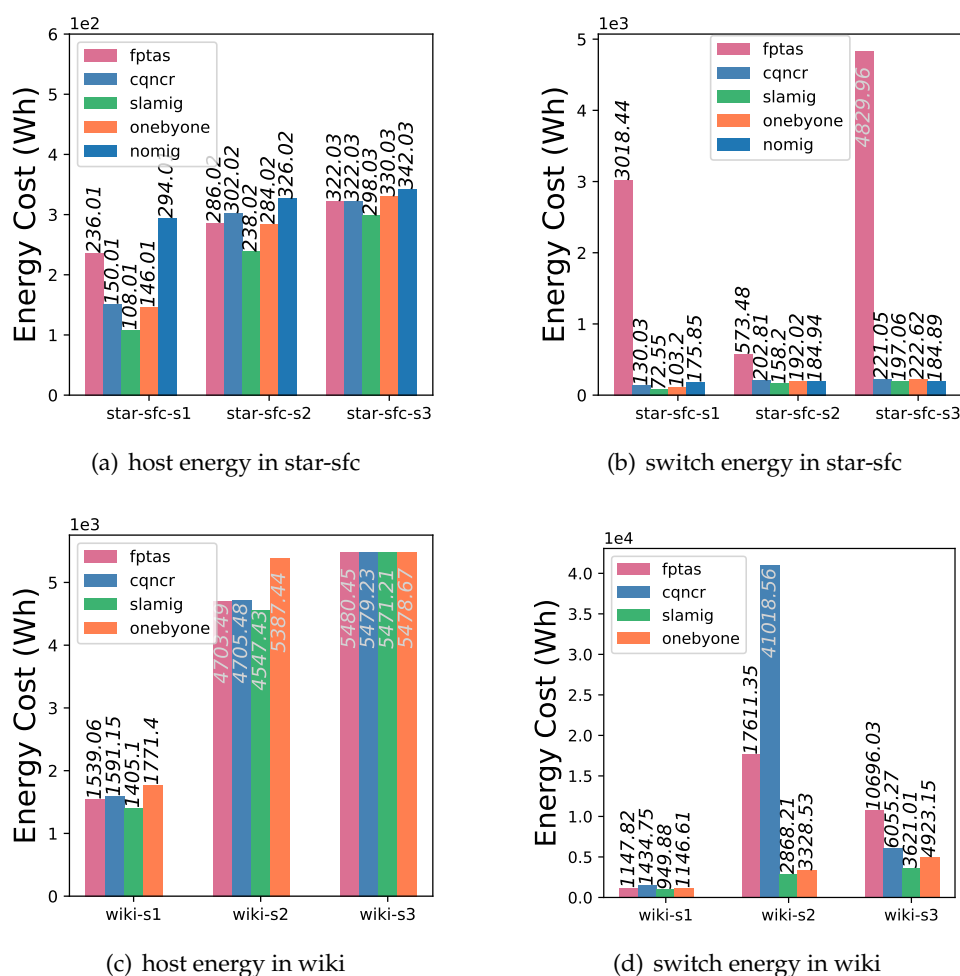 1e2
6
fptas
cqncr
slamig
onebyone
nomig
5
4
3
2
1
0
Energy Cost (Wh)
236.01
150.01
108.01
146.01
294.01
286.02
302.02
238.02
284.02
326.02
322.03
322.03
298.03
330.03
342.03
star-sfc-s1 star-sfc-s2 star-sfc-s3
(a) host energy in star-sfc
1e3
5
4
3
2
1
0
Energy Cost (Wh)
fptas
cqncr
slamig
onebyone
nomig
3018.44
130.03
72.55
103.2
175.85
573.48
202.81
158.2
192.02
184.94
4829.96
221.05
197.06
222.62
184.89
star-sfc-s1 star-sfc-s2 star-sfc-s3
(b) switch energy in star-sfc
1e3
5
4
3
2
1
0
Energy Cost (Wh)
fptas
cqncr
slamig
onebyone
1539.06
1591.15
1405.1
1771.4
4703.49
4705.48
4547.43
5387.44
5480.45
5479.23
5471.21
5478.67
wiki-s1 wiki-s2 wiki-s3
(c) host energy in wiki
1e4
4.0
3.5
3.0
2.5
2.0
1.5
1.0
0.5
0.0
Energy Cost (Wh)
fptas
cqncr
slamig
onebyone
1147.82
1434.75
949.88
1146.61
17611.35
41018.56
2868.21
3328.53
10696.03
6055.27
3621.01
4923.15
wiki-s1 wiki-s2 wiki-s3
(d) switch energy in wiki